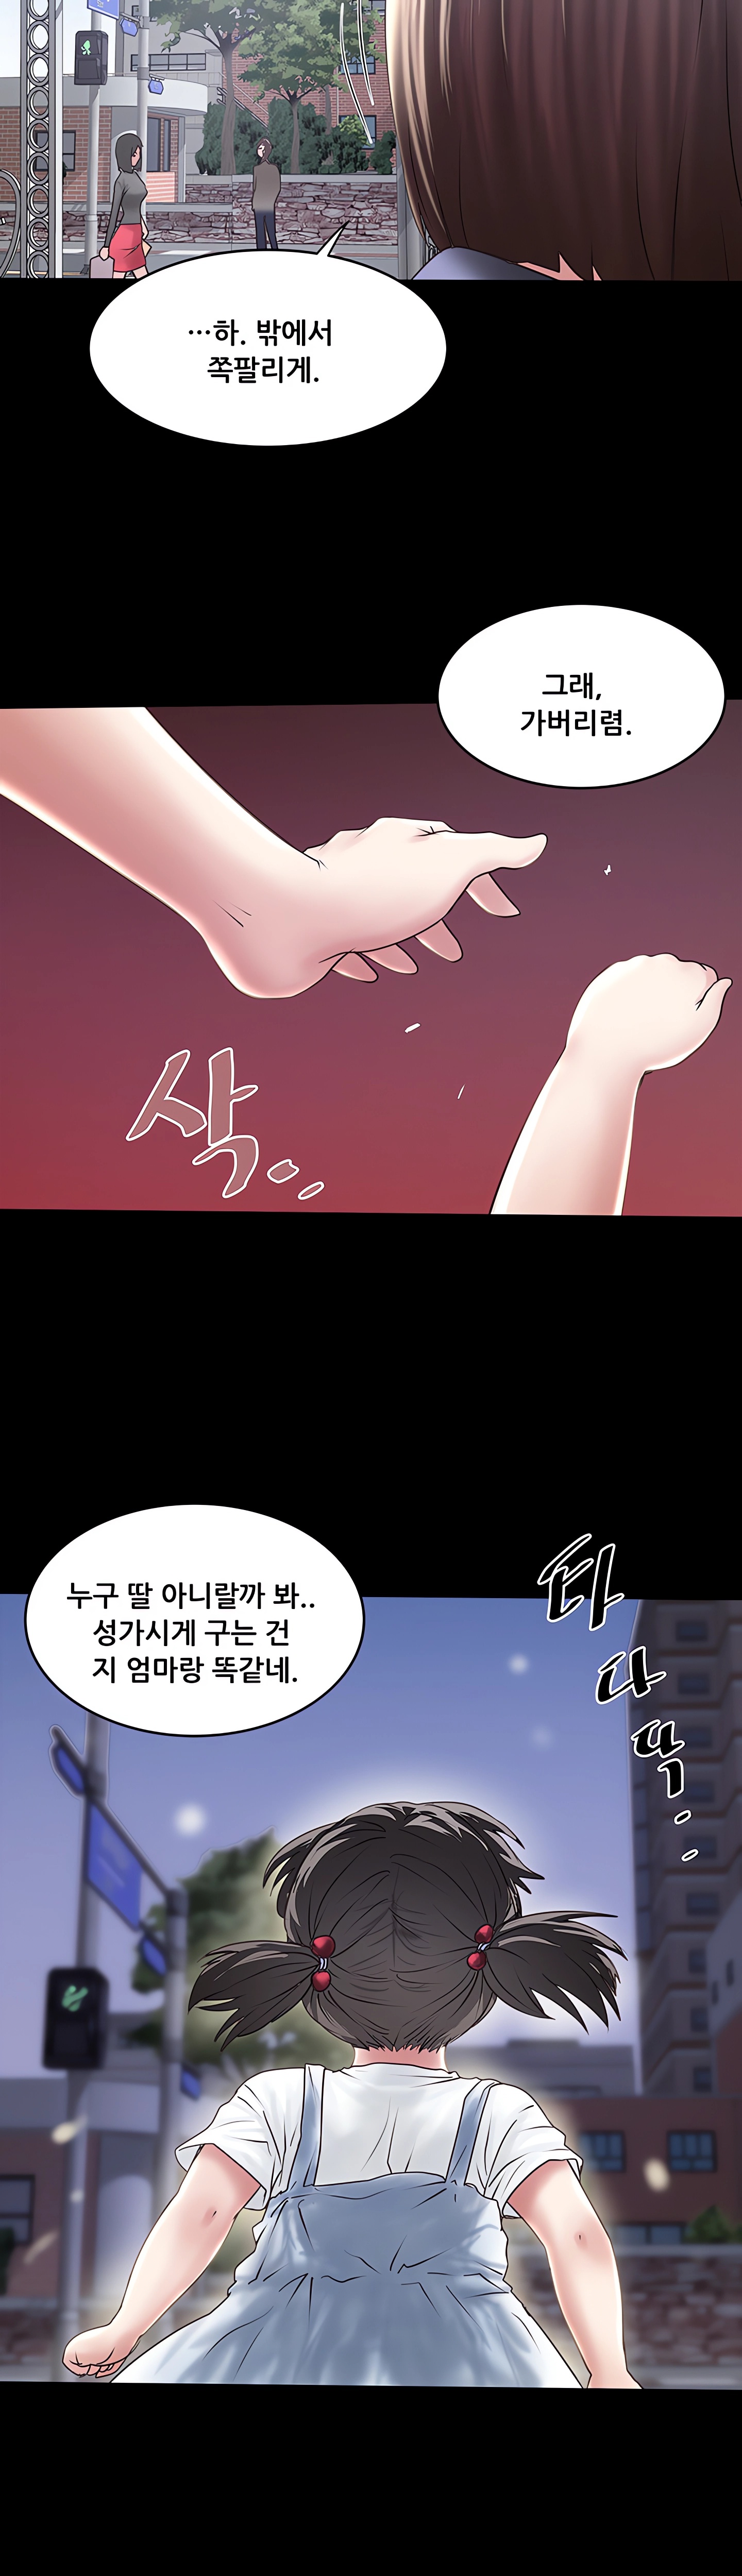 …하. 밖에서
쪽팔리게.
그래,
가버리렴.
삭..
누구 딸 아니랄까 봐..
성가시게 구는 건
지 엄마랑 똑같네.
타
다
닥..